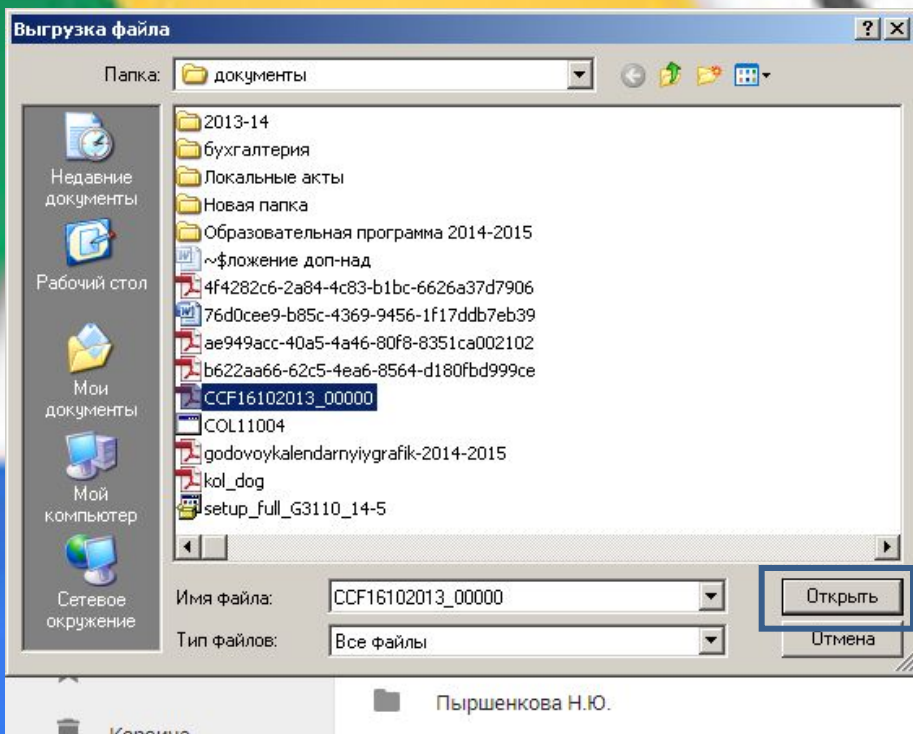 Выгрузка файла
Папка: документы
Недавние
документы
Рабочий стол
Мои
документы
Мой
компьютер
Сетевое
окружение
2013-14
бухгалтерия
Локальные акты
Новая папка
Образовательная программа 2014-2015
~$ложение доп-над
4f4282c6-2a84-4c83-b1bc-6626a37d7906
76d0cee9-b85c-4369-9456-1f17ddb7eb39
ae949acc-40a5-4a46-80f8-8351ca002102
b622aa66-62c5-4ea6-8564-d180fbd999ce
CCF16102013_00000
COL11004
godovoykalendarnyiygrafik-2014-2015
kol_dog
setup_full_G3110_14-5
Имя файла: CCF16102013_00000 Открыть
Тип файлов: Все файлы Отмена
Пыршенкова Н.Ю.